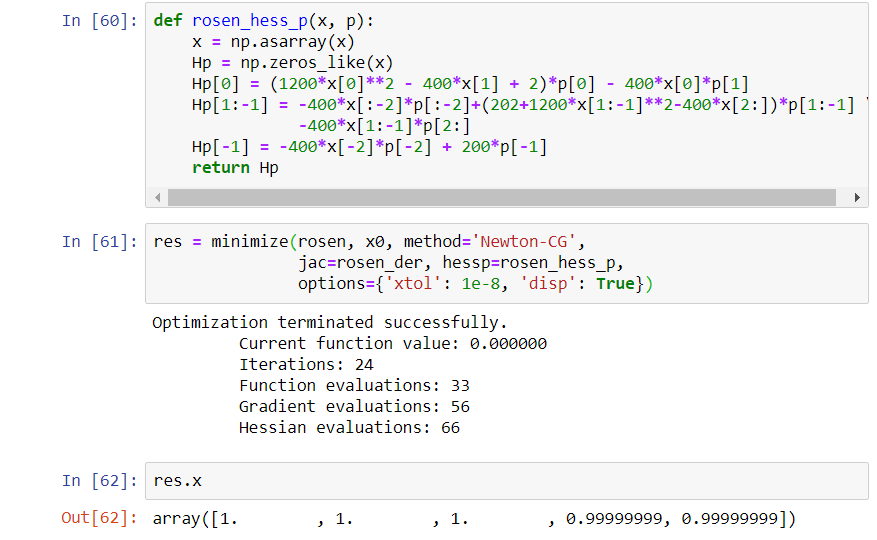 In [60]: def rosen_hess_p(x, p):
    x = np.asarray(x)
    Hp = np.zeros_like(x)
    Hp[0] = (1200*x[0]**2 - 400*x[1] + 2)*p[0] - 400*x[0]*p[1]
    Hp[1:-1] = -400*x[:-2]*p[:-2]+(202+1200*x[1:-1]**2-400*x[2:])*p[1:-1] \
               -400*x[1:-1]*p[2:]
    Hp[-1] = -400*x[-2]*p[-2] + 200*p[-1]
    return Hp
In [61]: res = minimize(rosen, x0, method='Newton-CG',
               jac=rosen_der, hessp=rosen_hess_p,
               options={'xtol': 1e-8, 'disp': True})
Optimization terminated successfully.
         Current function value: 0.000000
         Iterations: 24
         Function evaluations: 33
         Gradient evaluations: 56
         Hessian evaluations: 66
In [62]: res.x
Out[62]: array([1.        , 1.        , 1.        , 0.99999999, 0.99999999])